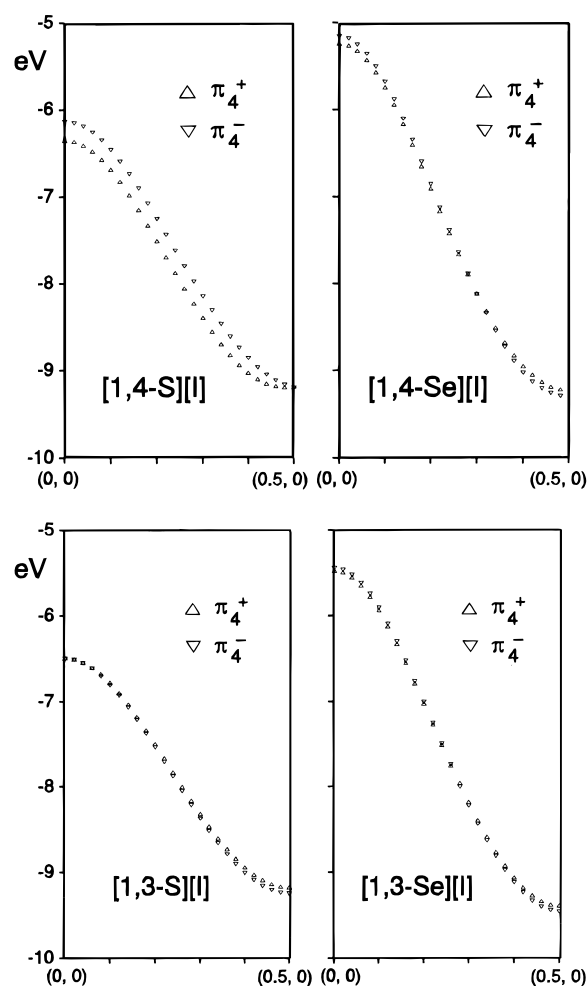 -5
eV
π4+
π4−
-6
-7
-8
-9
[1,4-S][I]
[1,4-Se][I]
-10
(0, 0)
(0.5, 0)
(0, 0)
(0.5, 0)
π4+
π4−
-5
eV
π4+
π4−
-6
-7
-8
-9
[1,3-S][I]
[1,3-Se][I]
-10
(0, 0)
(0.5, 0)
(0, 0)
(0.5, 0)
π4+
π4−